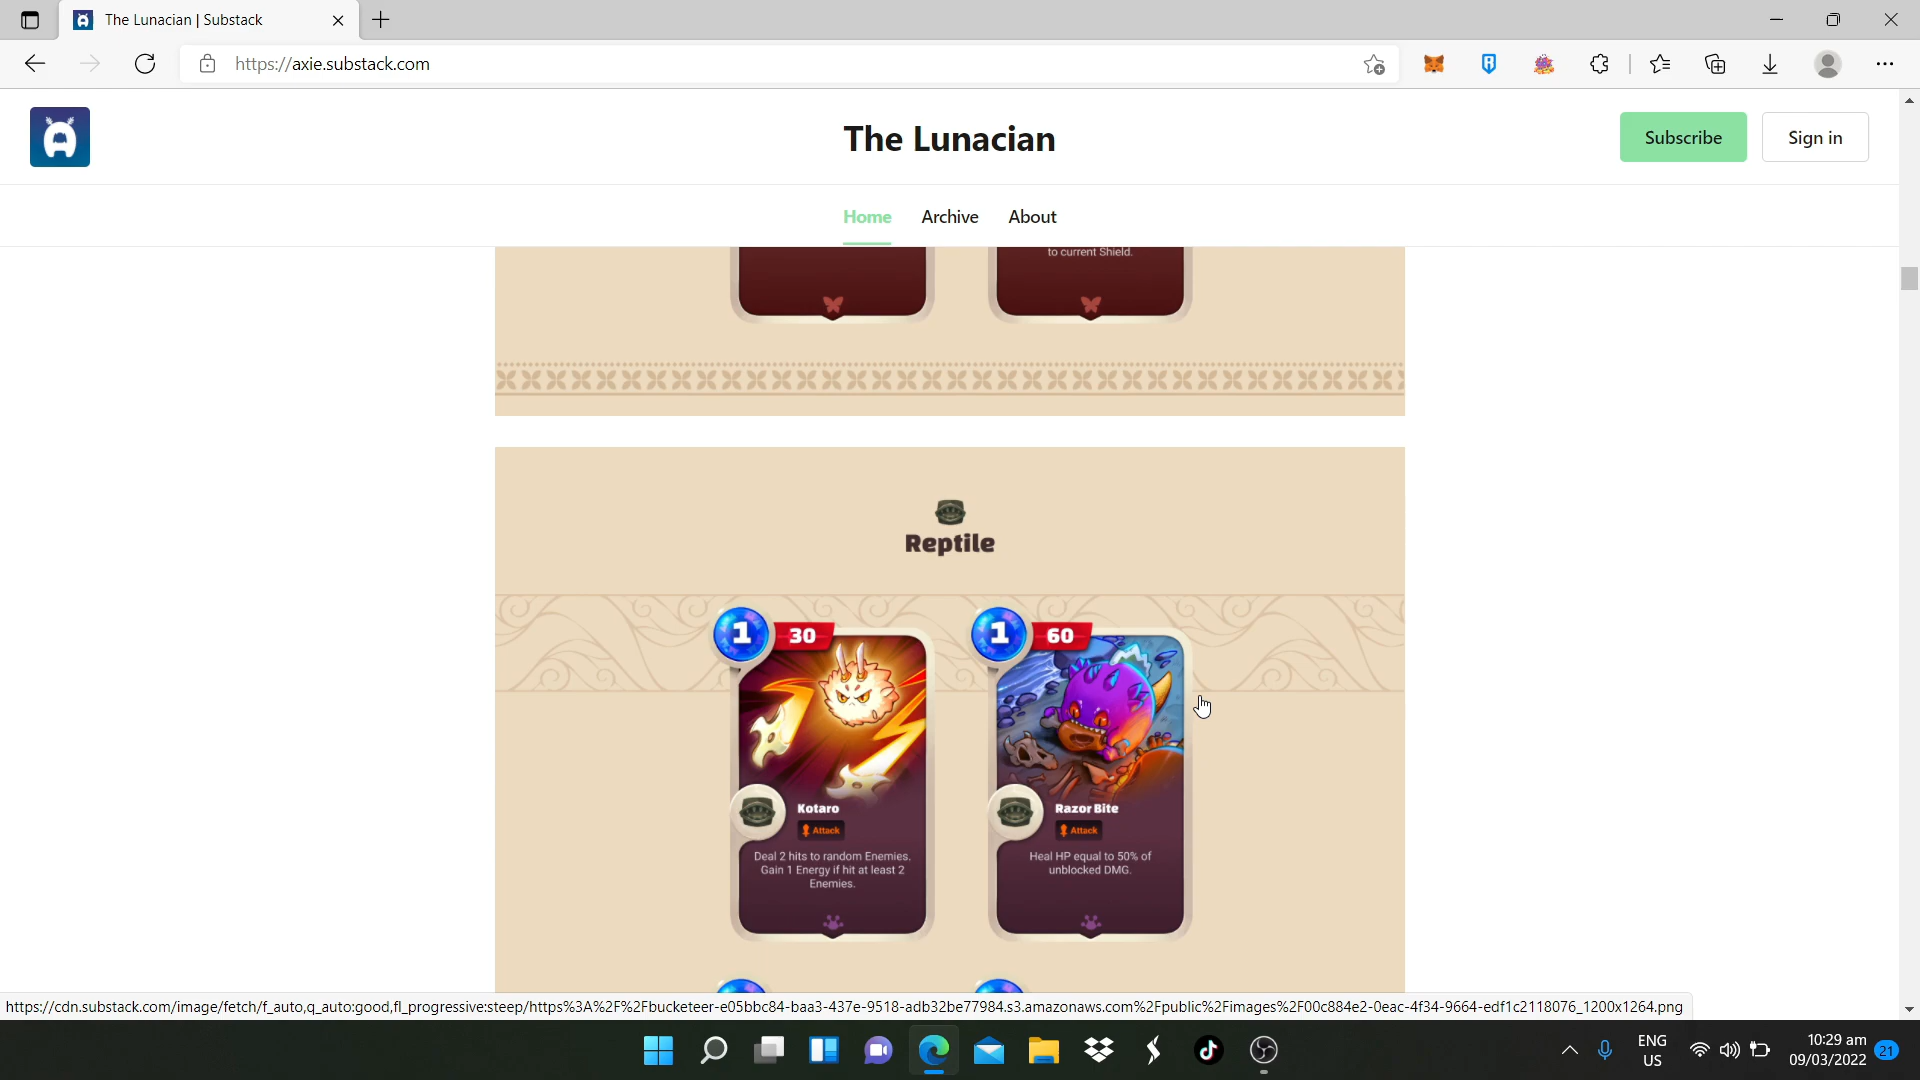 The Lunacian | Substack
https://axie.substack.com
The Lunacian
Subscribe
Sign in
Home
Archive
About
to current Shield.
Reptile
1
30
1
60
Kotaro
Attack
Deal 2 hits to random Enemies.
Gain 1 Energy if hit at least 2
Enemies.
Razor Bite
Attack
Heal HP equal to 50% of
unblocked DMG.
https://cdn.substack.com/image/fetch/f_auto,q_auto:good,fl_progressive:steep/https%3A%2F%2Fbucketeer-e05bbc84-baa3-437e-9518-adb32be77984.s3.amazonaws.com%2Fpublic%2Fimages%2F00c884e2-0eac-4f34-9664-edf1c2118076_1200x1264.png
ENG
US
10:29 am
09/03/2022
21